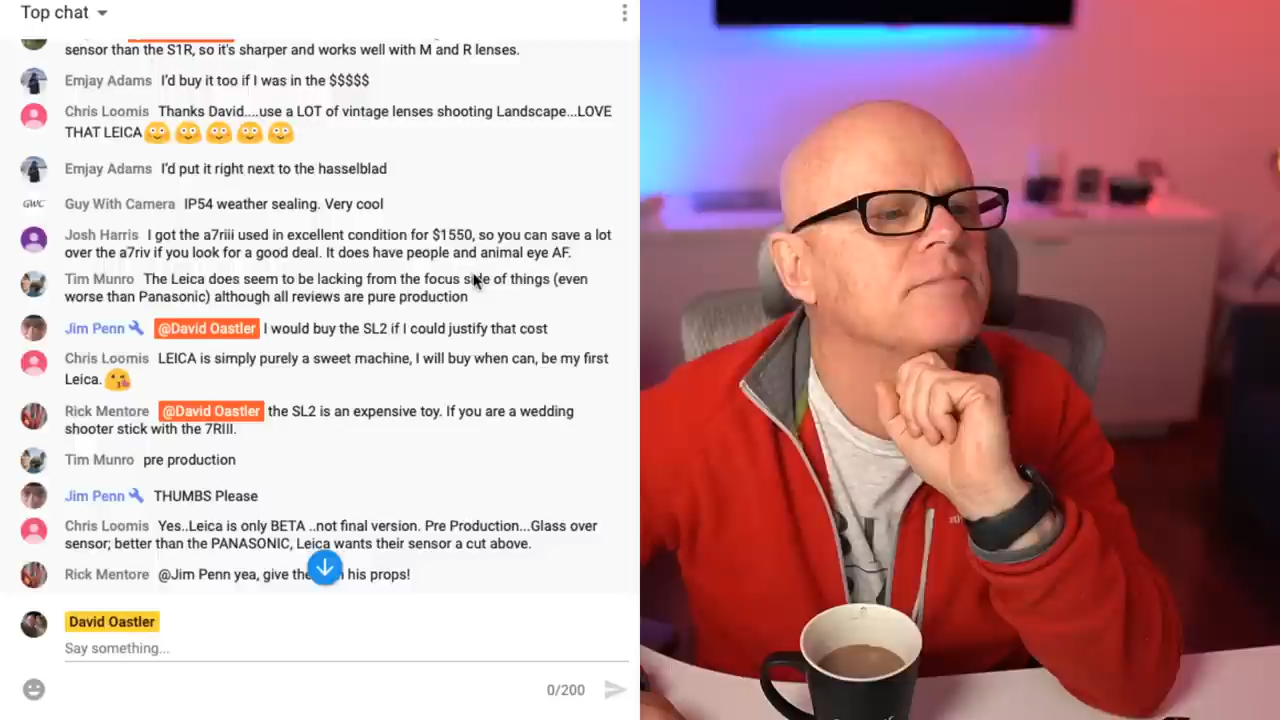 Top chat
sensor than the S1R, so it's sharper and works well with M and R lenses.
Emjay Adams I'd buy it too if I was in the $$$$$
Chris Loomis Thanks David....use a LOT of vintage lenses shooting Landscape...LOVE
THAT LEICA
Emjay Adams I'd put it right next to the hasselblad
GWC Guy With Camera IP54 weather sealing. Very cool
Josh Harris I got the a7riii used in excellent condition for $1550, so you can save a lot
over the a7riv if you look for a good deal. It does have people and animal eye AF.
Tim Munro The Leica does seem to be lacking from the focus side of things (even
worse than Panasonic) although all reviews are pure production
Jim Penn @David Oastler I would buy the SL2 if I could justify that cost
Chris Loomis LEICA is simply purely a sweet machine, I will buy when can, be my first
Leica.
Rick Mentore @David Oastler the SL2 is an expensive toy. If you are a wedding
shooter stick with the 7RIII.
Tim Munro pre production
Jim Penn THUMBS Please
Chris Loomis Yes..Leica is only BETA ..not final version. Pre Production...Glass over
sensor; better than the PANASONIC, Leica wants their sensor a cut above.
Rick Mentore @Jim Penn yea, give his props!
David Oastler
Say something...
0/200